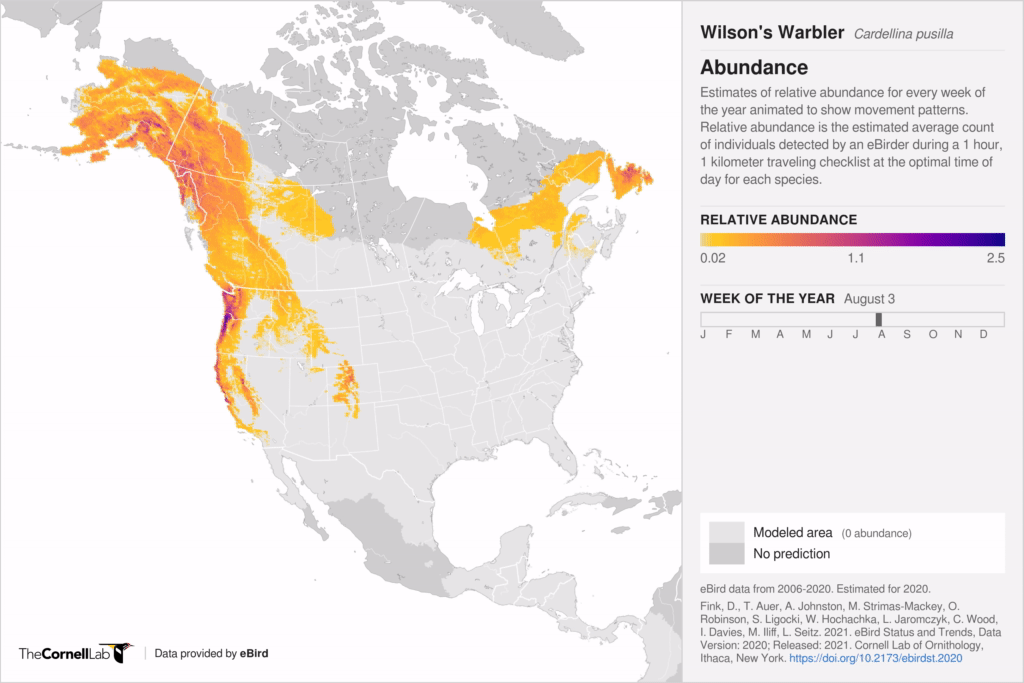 Wilson's Warbler Cardellina pusilla
Abundance
Estimates of relative abundance for every week of
the year animated to show movement patterns.
Relative abundance is the estimated average count
of individuals detected by an eBirder during a 1 hour,
1 kilometer traveling checklist at the optimal time of
day for each species.
RELATIVE ABUNDANCE
0.02 1.1 2.5
WEEK OF THE YEAR August 3
J F M A M J J A S O N D
Modeled area (0 abundance)
No prediction
eBird data from 2006-2020. Estimated for 2020.
Fink, D., T. Auer, A. Johnston, M. Strimas-Mackey, O.
Robinson, S. Ligocki, W. Hochachka, L. Jaromczyk, C. Wood,
I. Davies, M. Iliff, L. Seitz. 2021. eBird Status and Trends, Data
Version: 2020; Released: 2021. Cornell Lab of Ornithology,
Ithaca, New York. https://doi.org/10.2173/ebirdst.2020
TheCornellLab Data provided by eBird